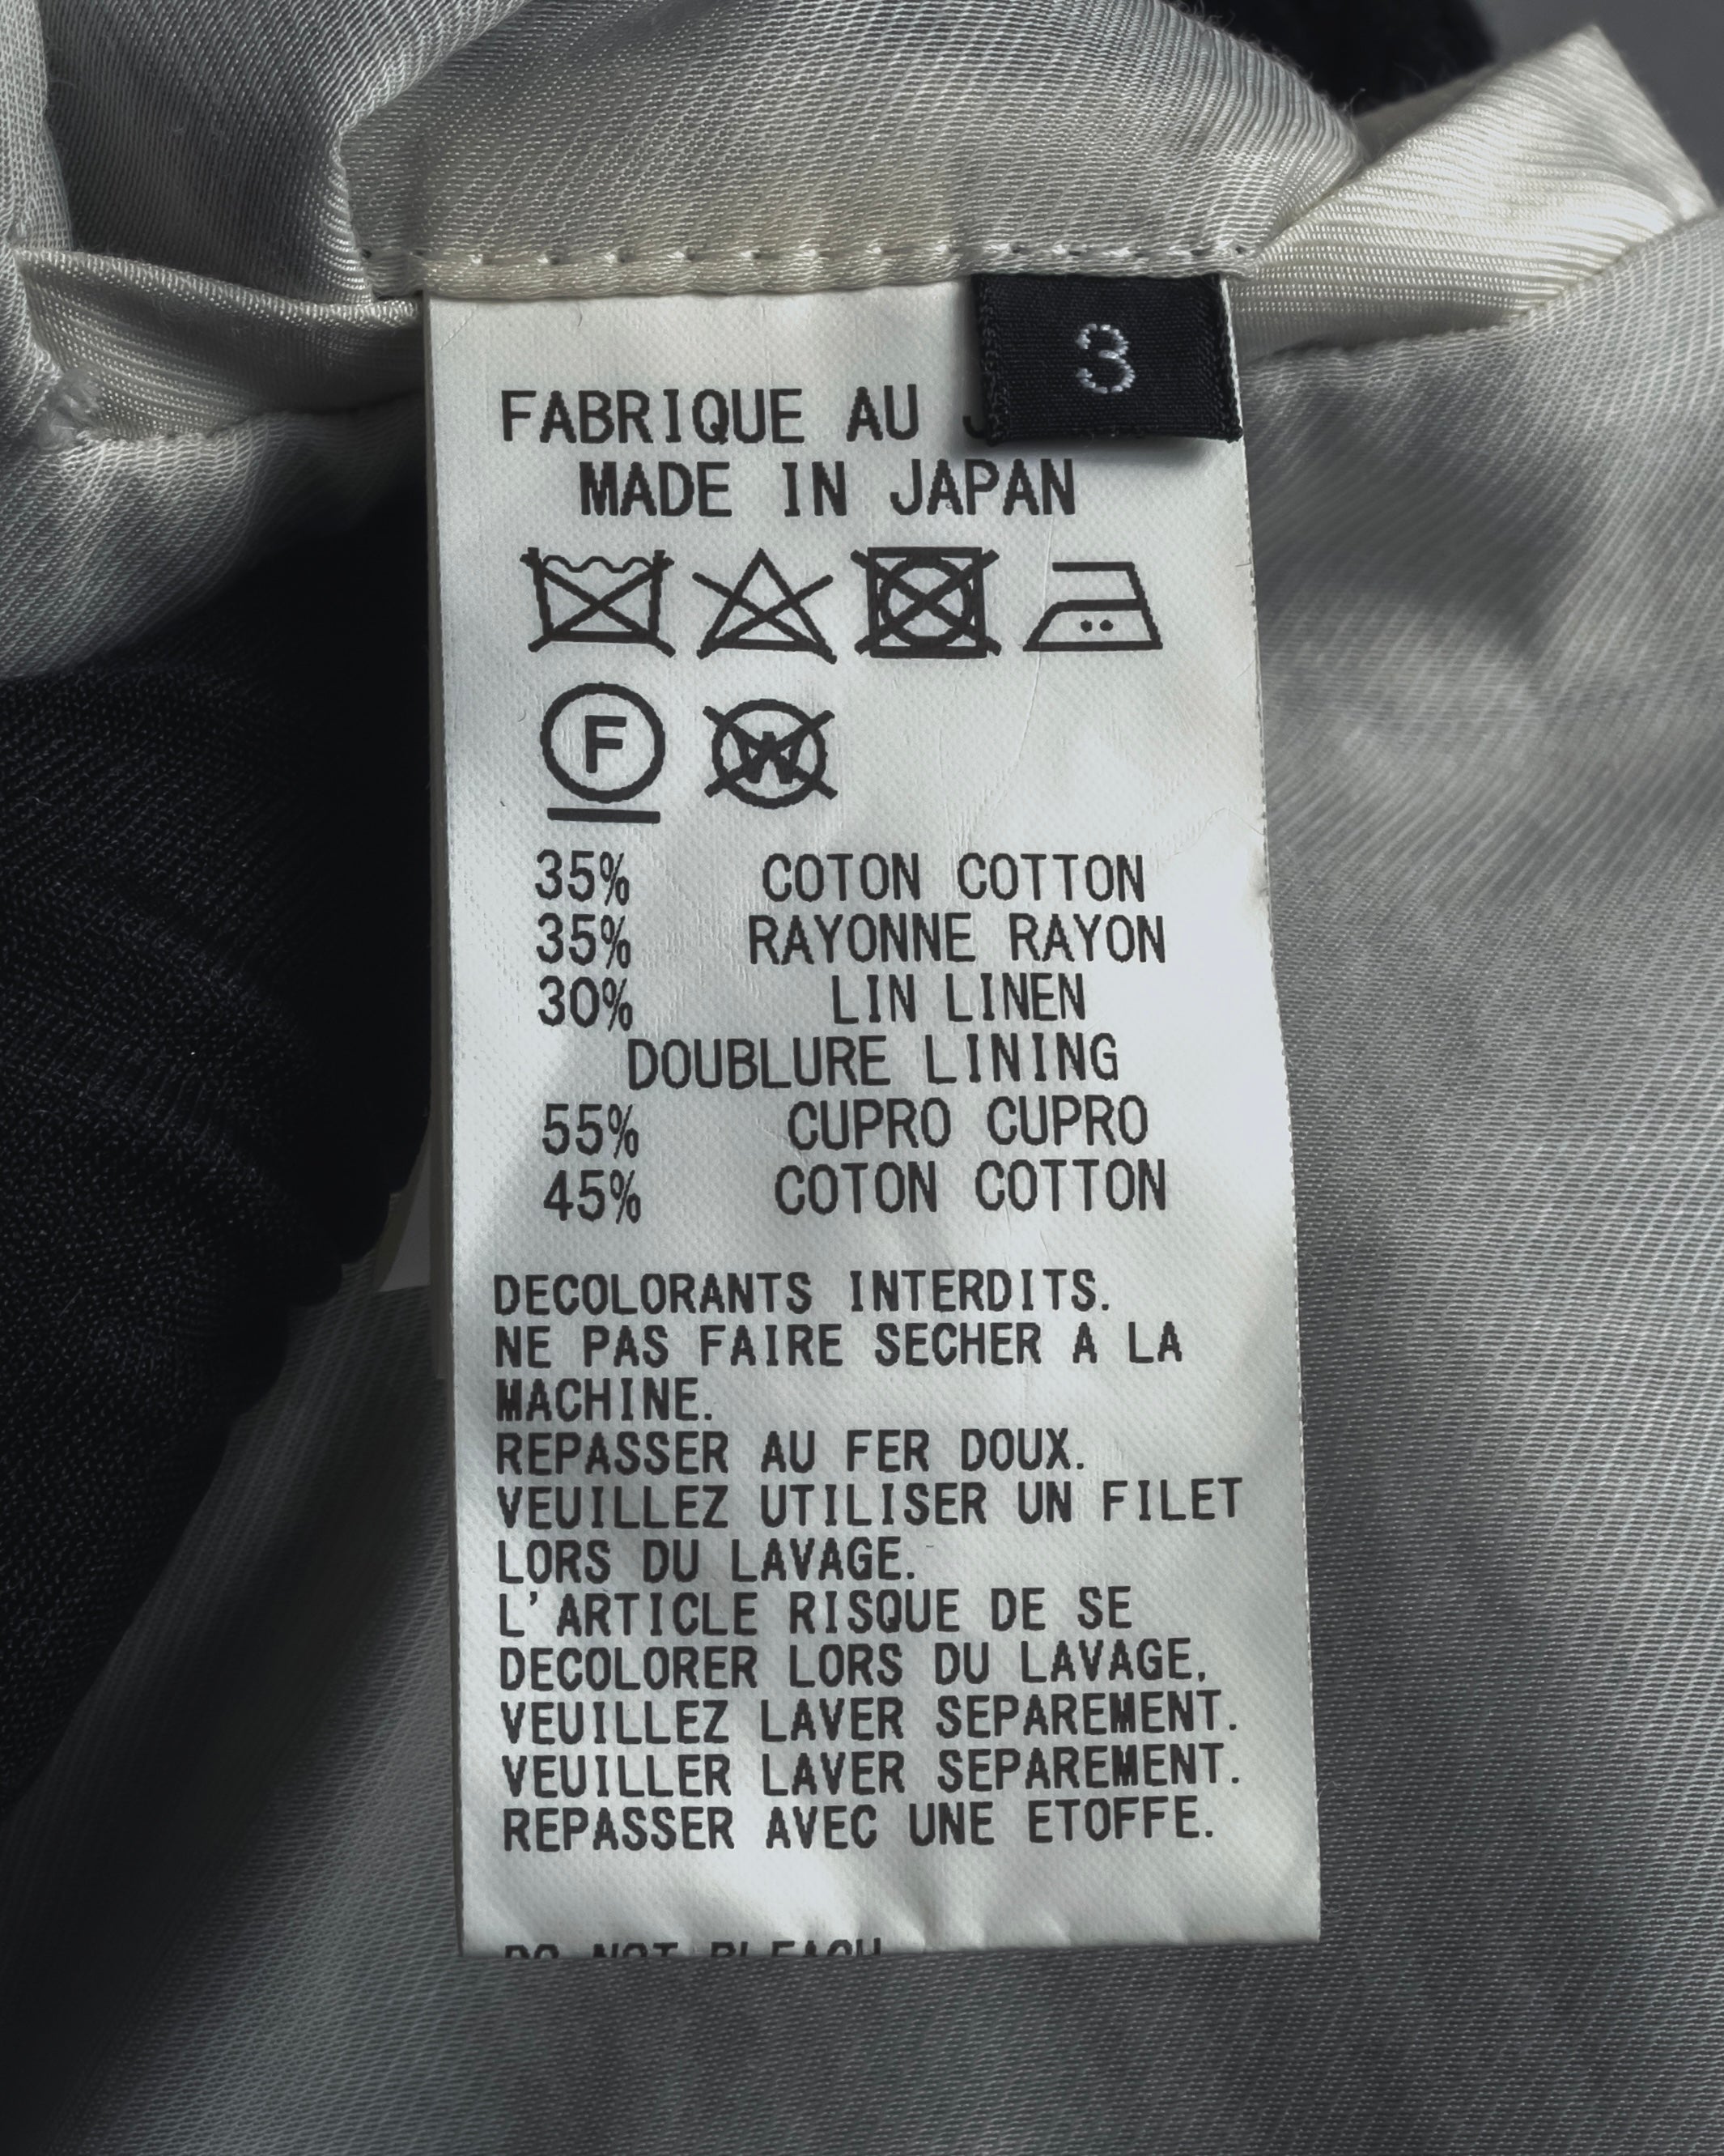 3
FABRIQUE AU
MADE IN JAPAN
F W
35% COTON COTTON
35% RAYONNE RAYON
30% LIN LINEN
DOUBLURE LINING
55% CUPRO CUPRO
45% COTON COTTON
DECOLORANTS INTERDITS.
NE PAS FAIRE SECHER A LA
MACHINE.
REPASSER AU FER DOUX.
VEUILLEZ UTILISER UN FILET
LORS DU LAVAGE.
L'ARTICLE RISQUE DE SE
DECOLORER LORS DU LAVAGE.
VEUILLEZ LAVER SEPAREMENT.
VEUILLER LAVER SEPAREMENT.
REPASSER AVEC UNE ETOFFE.
DO NOT BLEACH